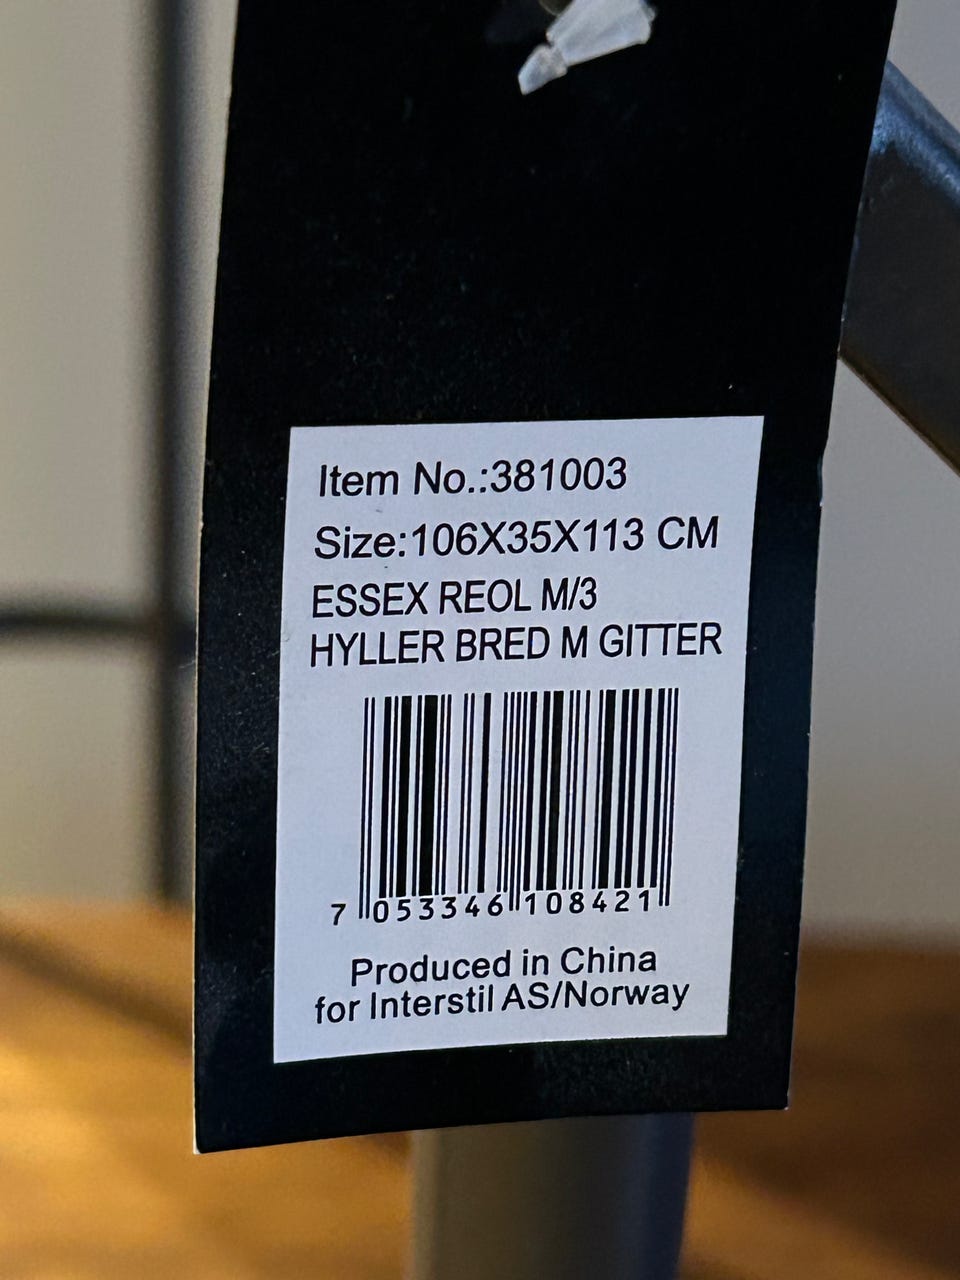 Item No.:381003
Size:106X35X113 CM
ESSEX REOL M/3
HYLLER BRED M GITTER
7 053346 108421
Produced in China
for Interstil AS/Norway